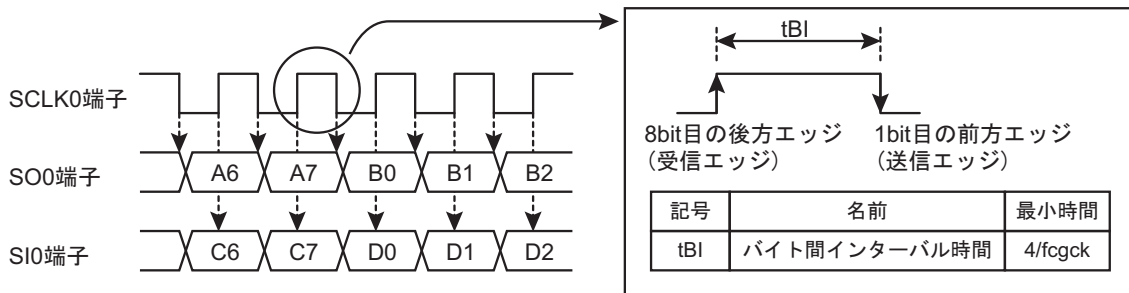 SCLK0端子
SO0端子
A6 A7 B0 B1 B2
SI0端子
C6 C7 D0 D1 D2
tBI
8bit目の後方エッジ
(受信エッジ)
1bit目の前方エッジ
(送信エッジ)
記号 名前 最小時間
tBI バイト間インターバル時間 4/fcgck